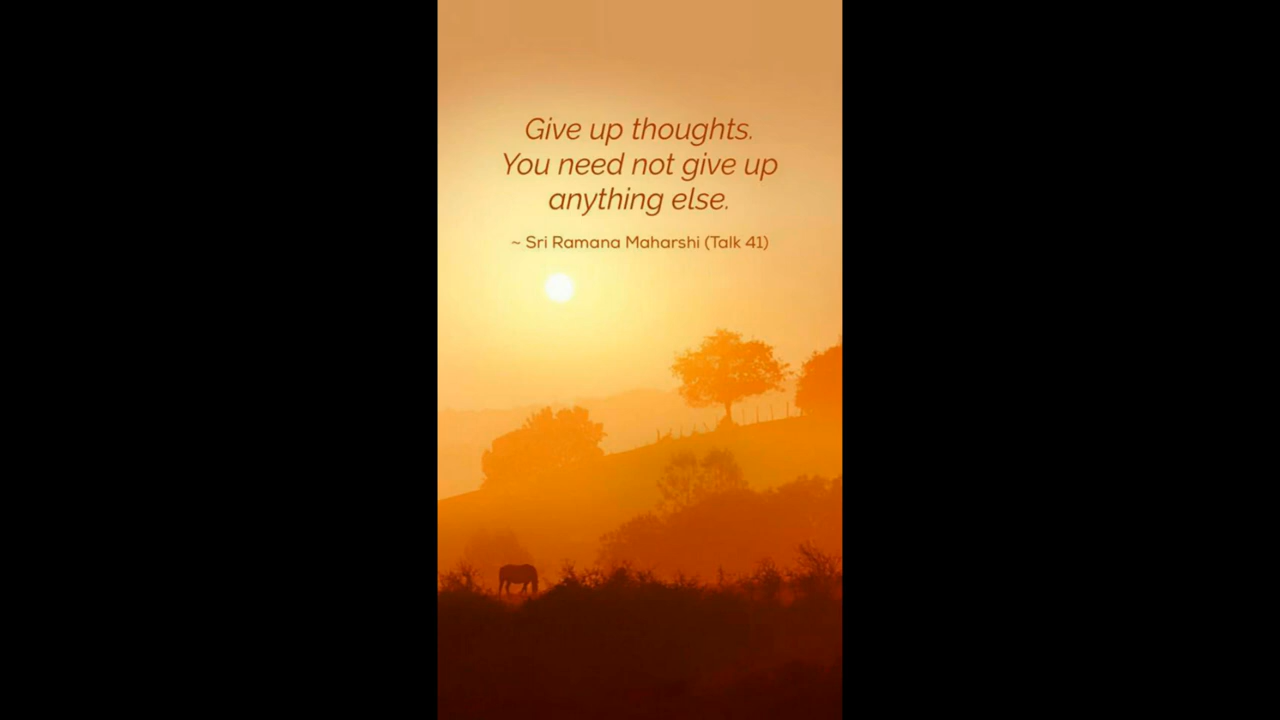 Give up thoughts.
You need not give up
anything else.
~ Sri Ramana Maharshi (Talk 41)